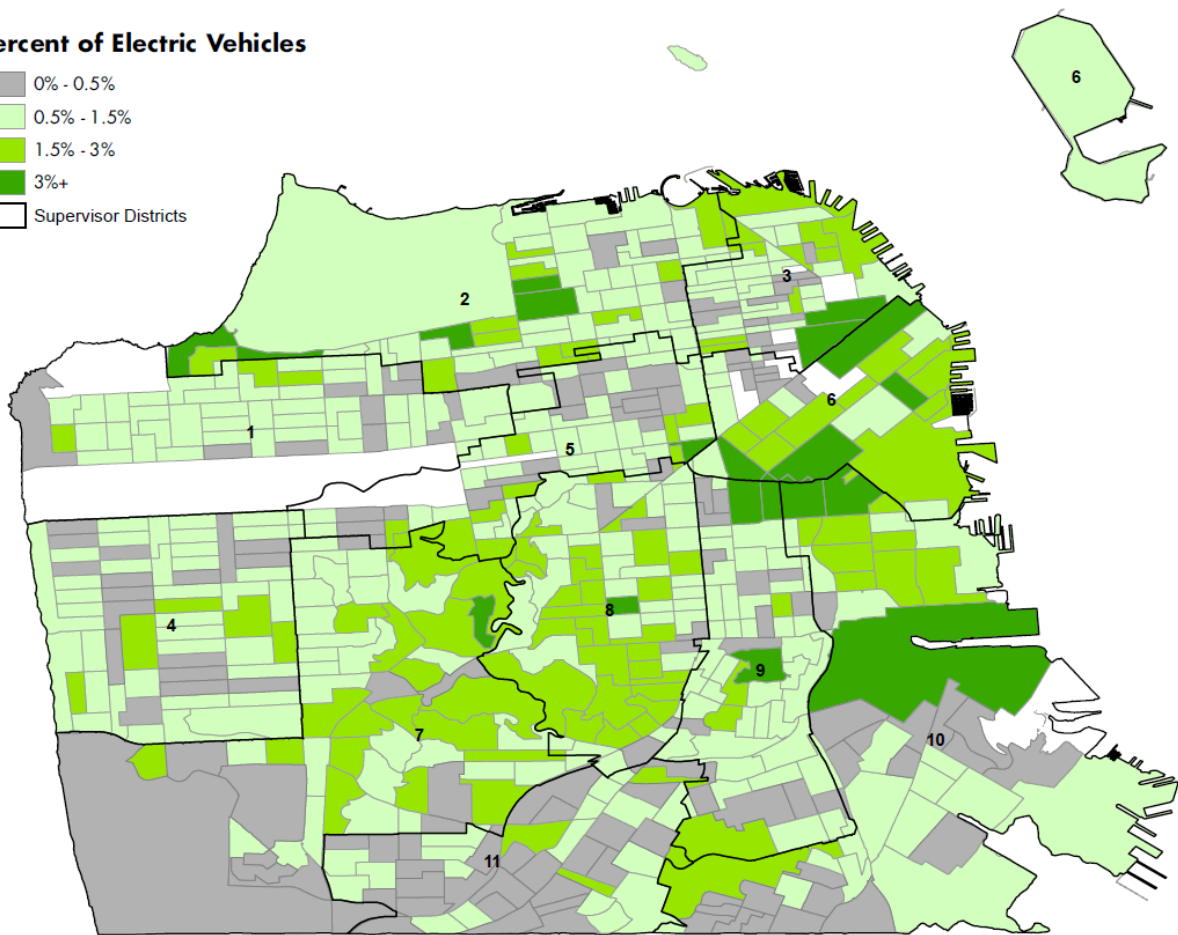 ercent of Electric Vehicles
0% - 0.5%
0.5% - 1.5%
1.5% - 3%
3%+
Supervisor Districts
6
2
3
1
6
5
4
8
9
7
10
11